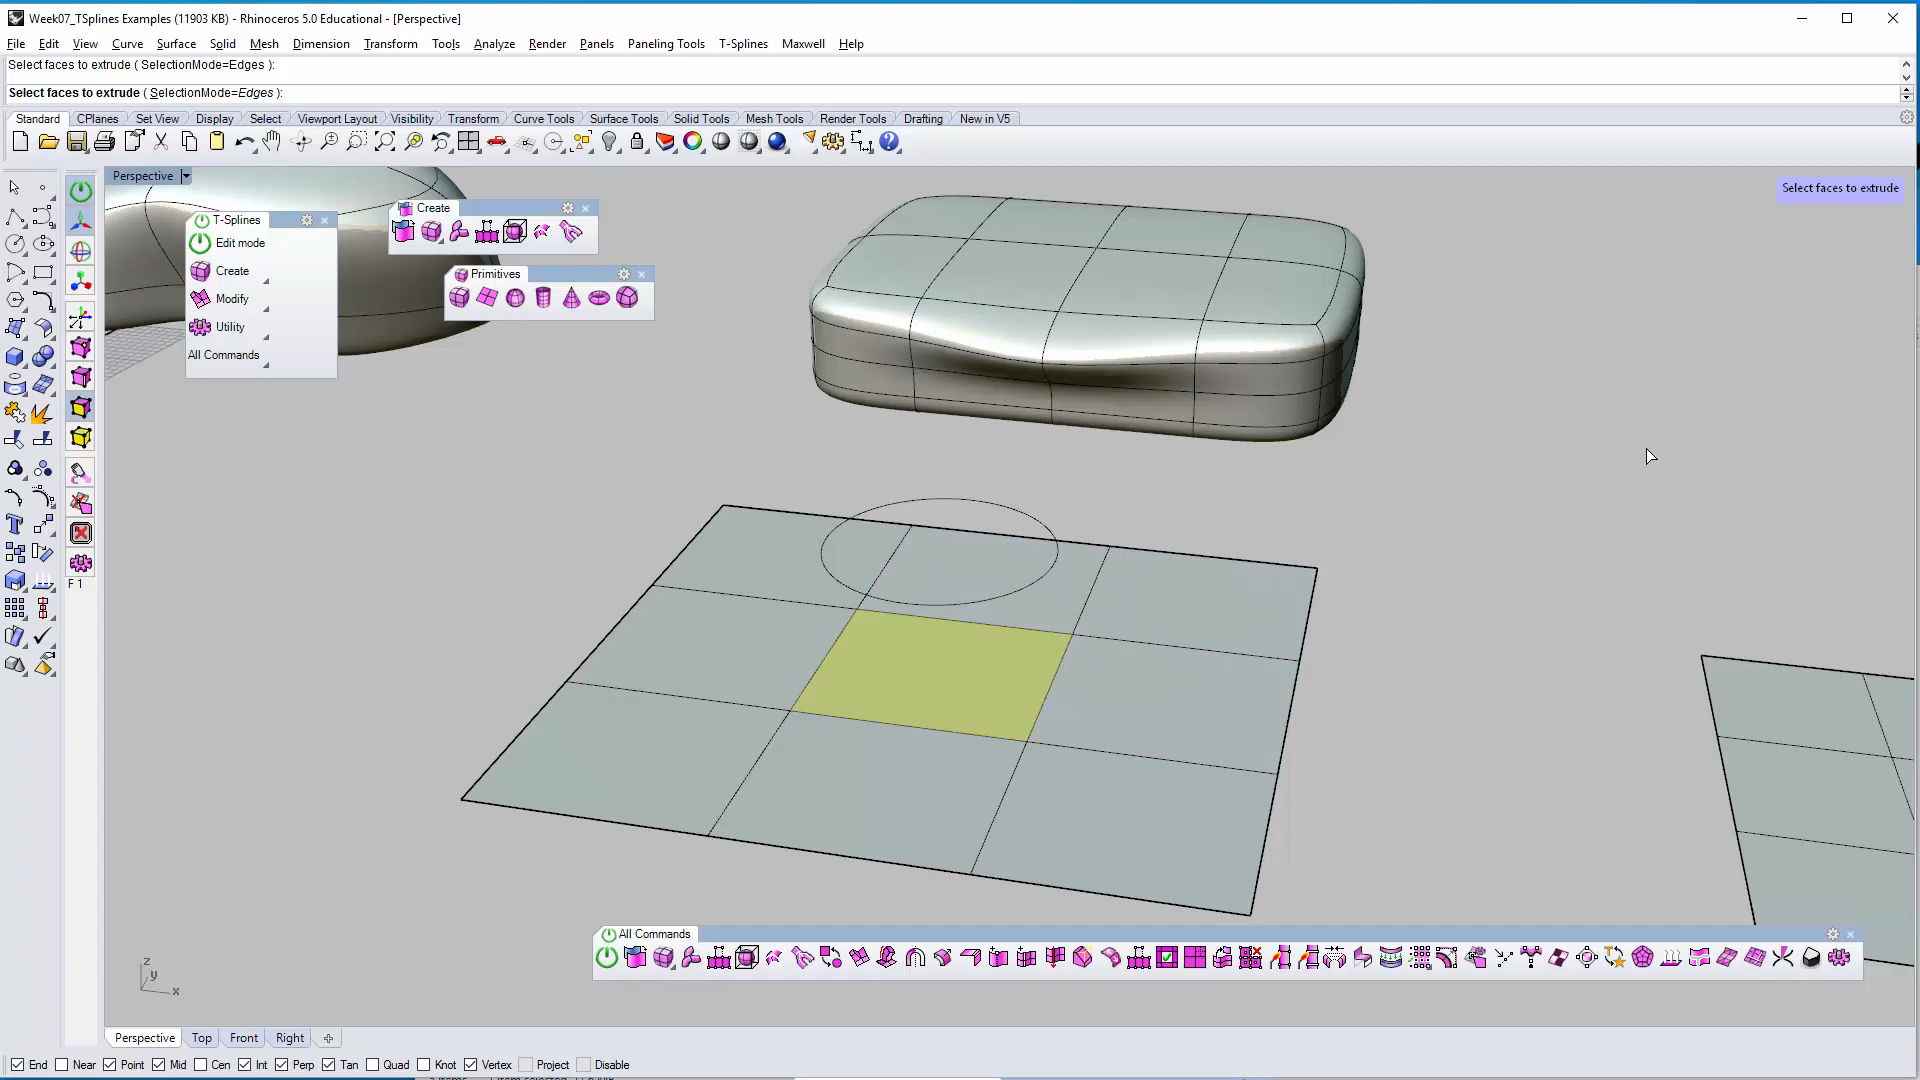 Week07_TSplines Examples (11903 KB) - Rhinoceros 5.0 Educational - [Perspective]
File Edit View Curve Surface Solid Mesh Dimension Transform Tools Analyze Render Panels Paneling Tools T-Splines Maxwell Help
Select faces to extrude ( SelectionMode=Edges ):
Select faces to extrude ( SelectionMode=Edges ):
Standard CPlanes Set View Display Select Viewport Layout Visibility Transform Curve Tools Surface Tools Solid Tools Mesh Tools Render Tools Drafting New in V5
Perspective
Select faces to extrude
T-Splines
Edit mode
Create
Modify
Utility
All Commands
Create
Primitives
F 1
All Commands
z
y
x
Perspective Top Front Right
End Near Point Mid Cen Int Perp Tan Quad Knot Vertex Project Disable